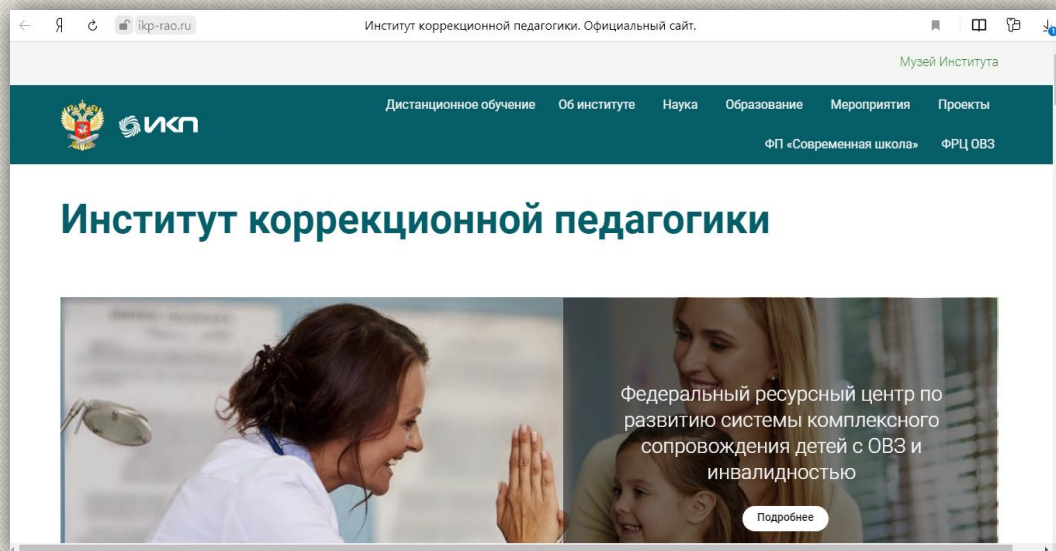 Я ikp-rao.ru Институт коррекционной педагогики. Официальный сайт. 1
Музей Института
ИКП Дистанционное обучение Об институте Наука Образование Мероприятия Проекты
ФП «Современная школа» ФРЦ ОВЗ
Институт коррекционной педагогики
Федеральный ресурсный центр по
развитию системы комплексного
сопровождения детей с ОВЗ и
инвалидностью
Подробнее